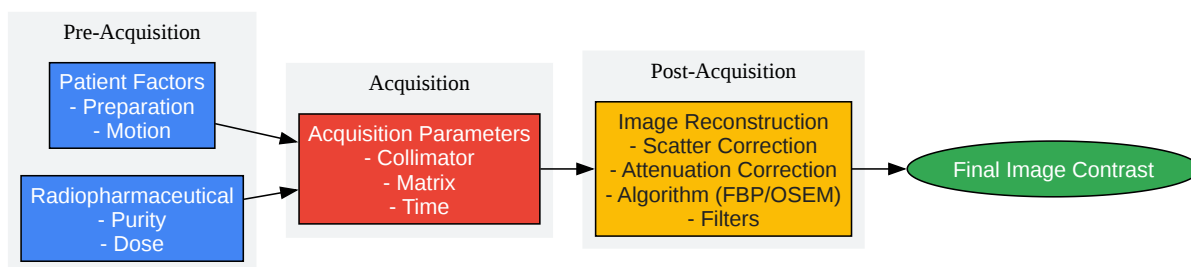 Pre-Acquisition
Patient Factors
- Preparation
- Motion
Radiopharmaceutical
- Purity
- Dose
Acquisition
Acquisition Parameters
- Collimator
- Matrix
- Time
Post-Acquisition
Image Reconstruction
- Scatter Correction
- Attenuation Correction
- Algorithm (FBP/OSEM)
- Filters
Final Image Contrast